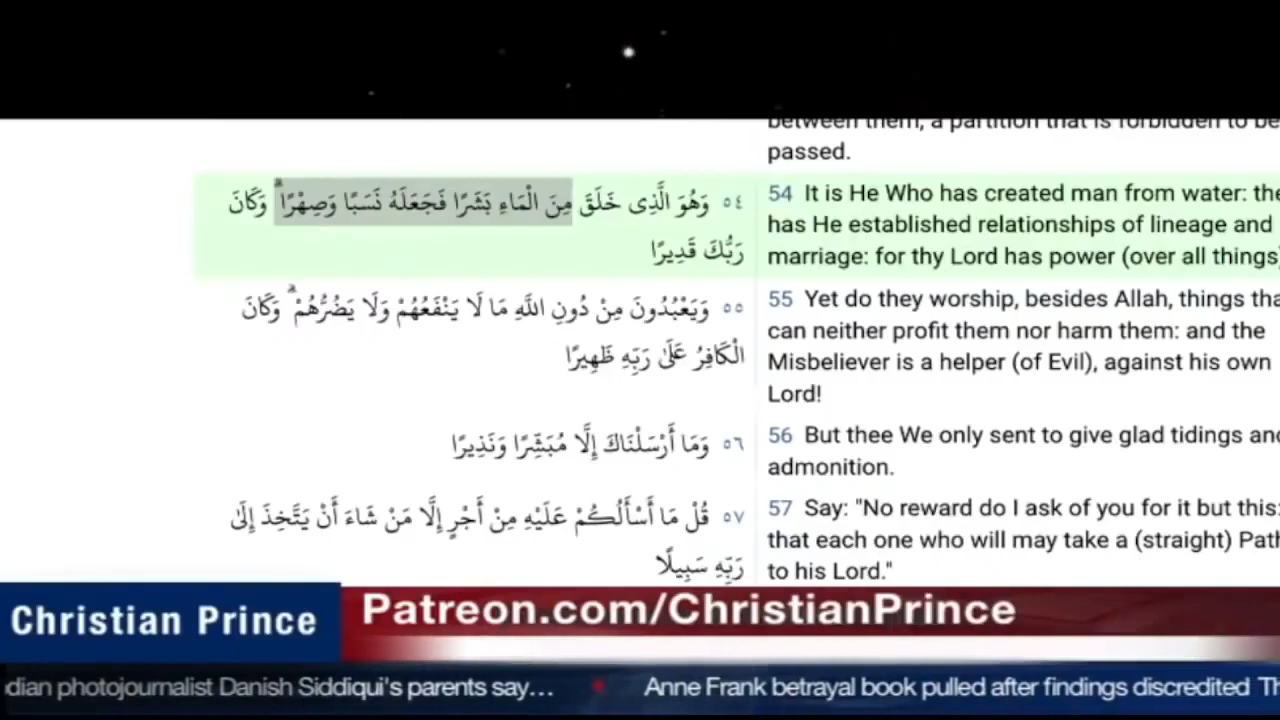 between them, a partition that is forbidden to be
passed.
٥٤ وَهُوَ الَّذِى خَلَقَ مِنَ الْمَاءِ بَشَرًا فَجَعَلَهُ نَسَبًا وَصِهْرًا ۗ وَكَانَ
رَبُّكَ قَدِيرًا
54 It is He Who has created man from water: the
has He established relationships of lineage and
marriage: for thy Lord has power (over all things)
٥٥ وَيَعْبُدُونَ مِنْ دُونِ اللَّهِ مَا لَا يَنْفَعُهُمْ وَلَا يَضُرُّهُمْ ۗ وَكَانَ
الْكَافِرُ عَلَىٰ رَبِّهِ ظَهِيرًا
55 Yet do they worship, besides Allah, things tha
can neither profit them nor harm them: and the
Misbeliever is a helper (of Evil), against his own
Lord!
٥٦ وَمَا أَرْسَلْنَاكَ إِلَّا مُبَشِّرًا وَنَذِيرًا
56 But thee We only sent to give glad tidings and
admonition.
٥٧ قُلْ مَا أَسْأَلُكُمْ عَلَيْهِ مِنْ أَجْرٍ إِلَّا مَنْ شَاءَ أَنْ يَتَّخِذَ إِلَىٰ
رَبِّهِ سَبِيلًا
57 Say: "No reward do I ask of you for it but this:
that each one who will may take a (straight) Path
to his Lord."
Christian Prince
Patreon.com/ChristianPrince
dian photojournalist Danish Siddiqui's parents say... • Anne Frank betrayal book pulled after findings discredited Th